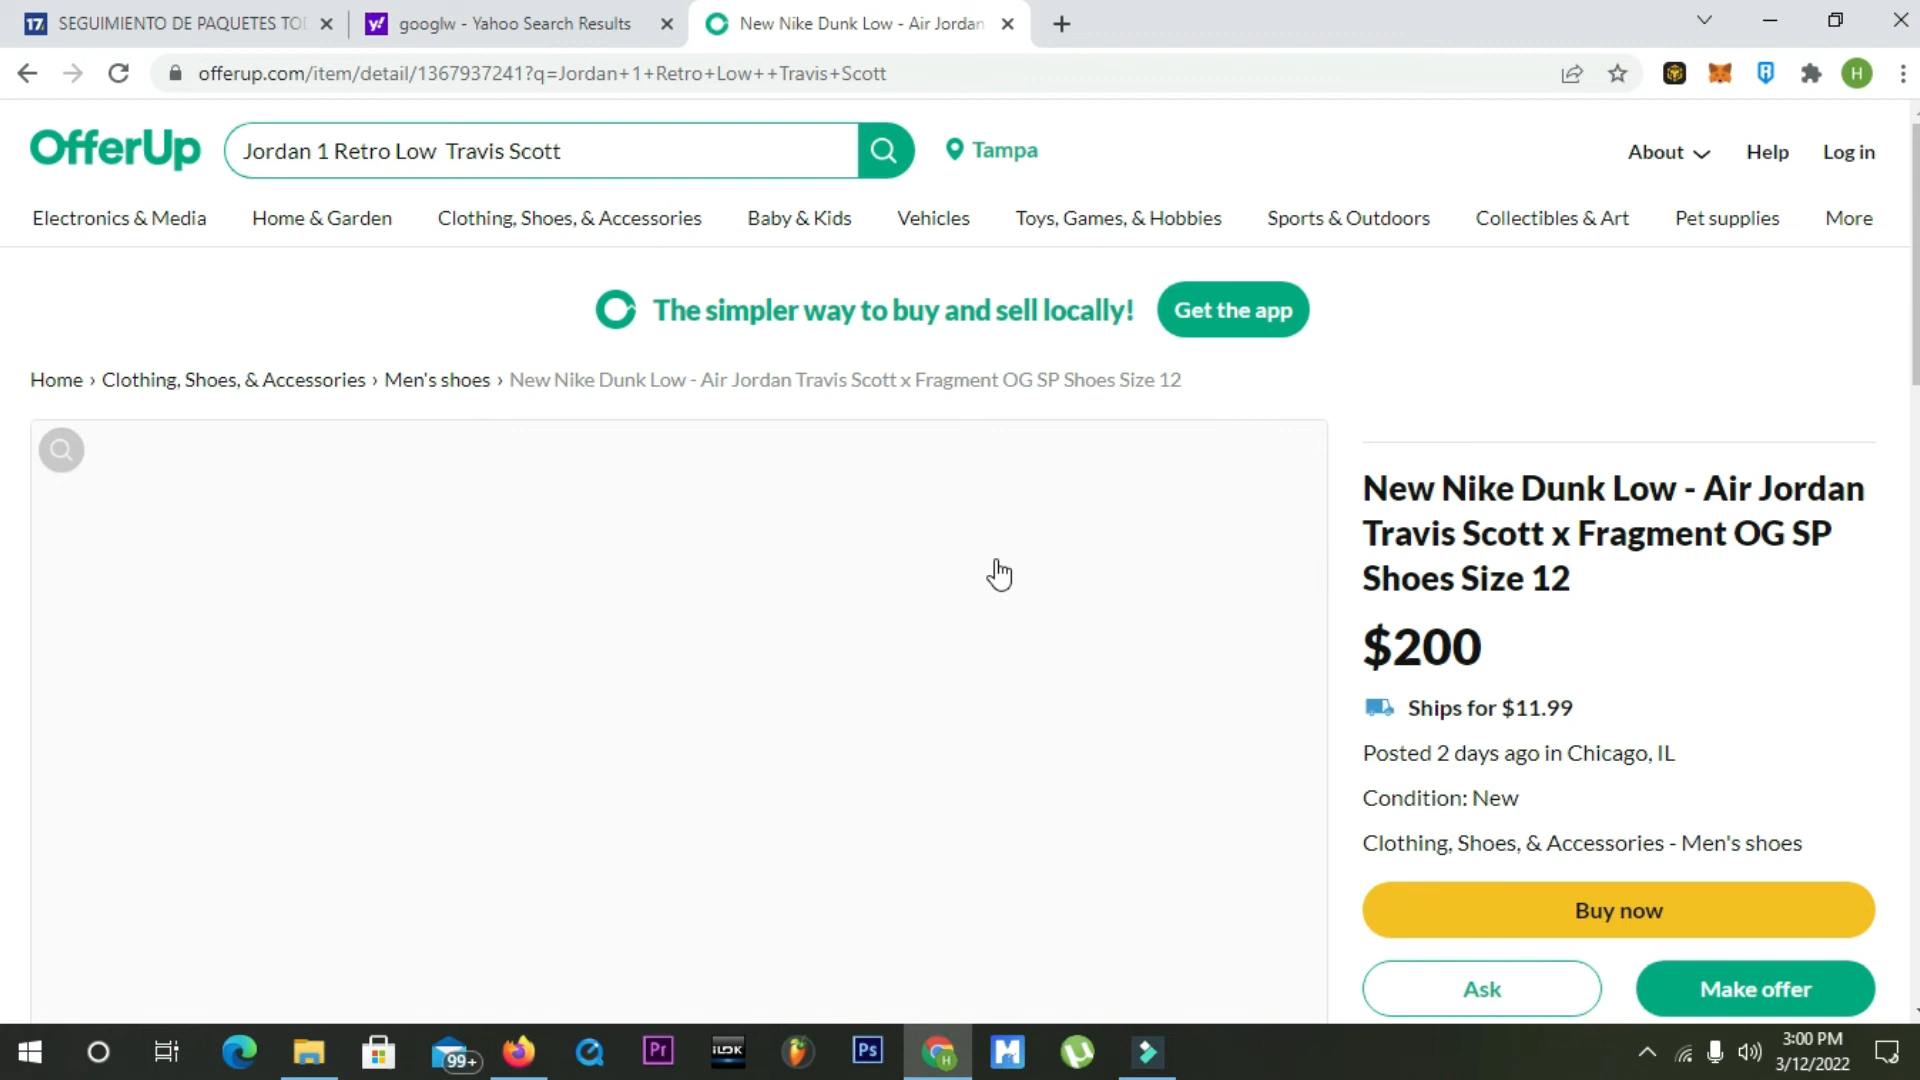 SEGUIMIENTO DE PAQUETES TO
googlw - Yahoo Search Results
New Nike Dunk Low - Air Jordan
offerup.com/item/detail/1367937241?q=Jordan+1+Retro+Low++Travis+Scott
H
OfferUp
Jordan 1 Retro Low  Travis Scott
Tampa
About
Help
Log in
Electronics & Media
Home & Garden
Clothing, Shoes, & Accessories
Baby & Kids
Vehicles
Toys, Games, & Hobbies
Sports & Outdoors
Collectibles & Art
Pet supplies
More
The simpler way to buy and sell locally!
Get the app
Home › Clothing, Shoes, & Accessories › Men's shoes › New Nike Dunk Low - Air Jordan Travis Scott x Fragment OG SP Shoes Size 12
New Nike Dunk Low - Air Jordan
Travis Scott x Fragment OG SP
Shoes Size 12
$200
Ships for $11.99
Posted 2 days ago in Chicago, IL
Condition: New
Clothing, Shoes, & Accessories - Men's shoes
Buy now
Ask
Make offer
99+
Pr
Ps
H
3:00 PM
3/12/2022